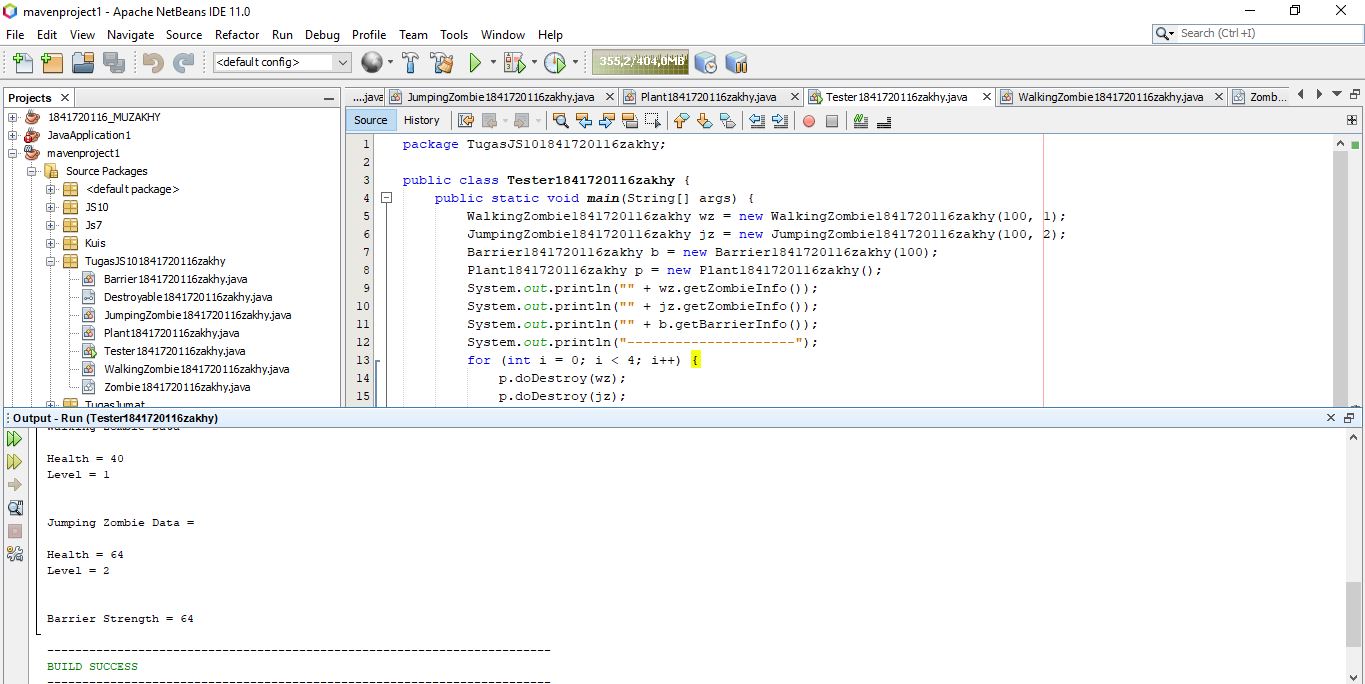 mavenproject1 - Apache NetBeans IDE 11.0
File Edit View Navigate Source Refactor Run Debug Profile Team Tools Window Help
Search (Ctrl+I)
<default config>
355,2/404,0MB
Projects
1841720116_MUZAKHY
JavaApplication1
mavenproject1
Source Packages
<default package>
JS10
Js7
Kuis
TugasJS101841720116zakhy
Barrier1841720116zakhy.java
Destroyable1841720116zakhy.java
JumpingZombie1841720116zakhy.java
Plant1841720116zakhy.java
Tester1841720116zakhy.java
WalkingZombie1841720116zakhy.java
Zombie1841720116zakhy.java
TugasJumat
....java JumpingZombie1841720116zakhy.java Plant1841720116zakhy.java Tester1841720116zakhy.java WalkingZombie1841720116zakhy.java Zomb...
Source History
1 package TugasJS101841720116zakhy;
2
3 public class Tester1841720116zakhy {
4 public static void main(String[] args) {
5 WalkingZombie1841720116zakhy wz = new WalkingZombie1841720116zakhy(100, 1);
6 JumpingZombie1841720116zakhy jz = new JumpingZombie1841720116zakhy(100, 2);
7 Barrier1841720116zakhy b = new Barrier1841720116zakhy(100);
8 Plant1841720116zakhy p = new Plant1841720116zakhy();
9 System.out.println("" + wz.getZombieInfo());
10 System.out.println("" + jz.getZombieInfo());
11 System.out.println("" + b.getBarrierInfo());
12 System.out.println("---------------------");
13 for (int i = 0; i < 4; i++) {
14 p.doDestroy(wz);
15 p.doDestroy(jz);
Output - Run (Tester1841720116zakhy)
Walking Zombie Data
Health = 40
Level = 1
Jumping Zombie Data =
Health = 64
Level = 2
Barrier Strength = 64
------------------------------------------------------------------------
BUILD SUCCESS
------------------------------------------------------------------------